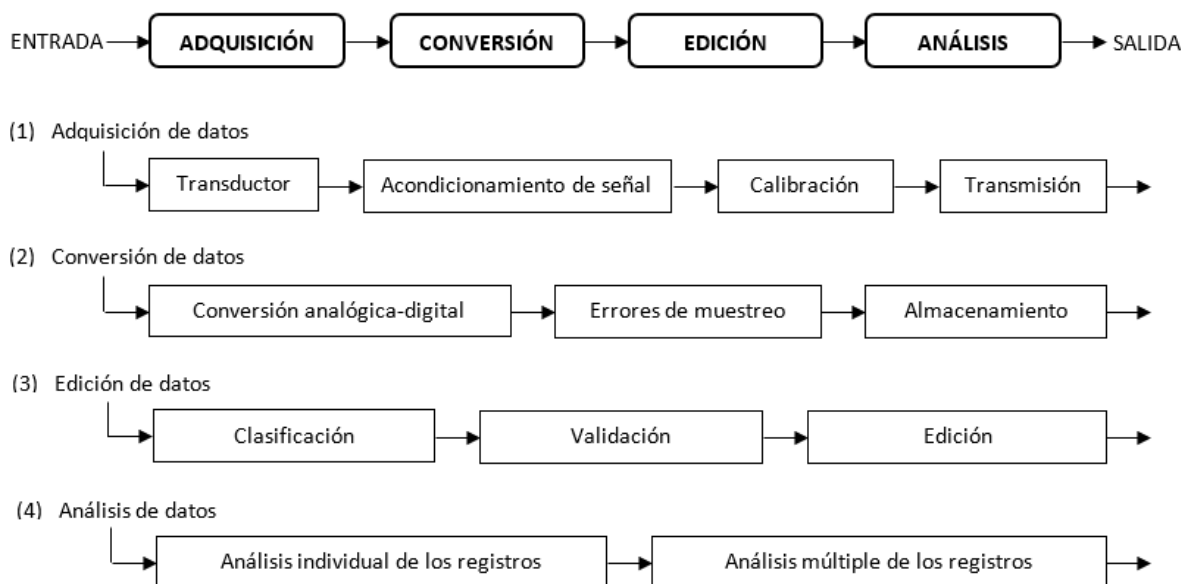 ENTRADA ADQUISICIÓN CONVERSIÓN EDICIÓN ANÁLISIS SALIDA
(1) Adquisición de datos
Transductor Acondicionamiento de señal Calibración Transmisión
(2) Conversión de datos
Conversión analógica-digital Errores de muestreo Almacenamiento
(3) Edición de datos
Clasificación Validación Edición
(4) Análisis de datos
Análisis individual de los registros Análisis múltiple de los registros